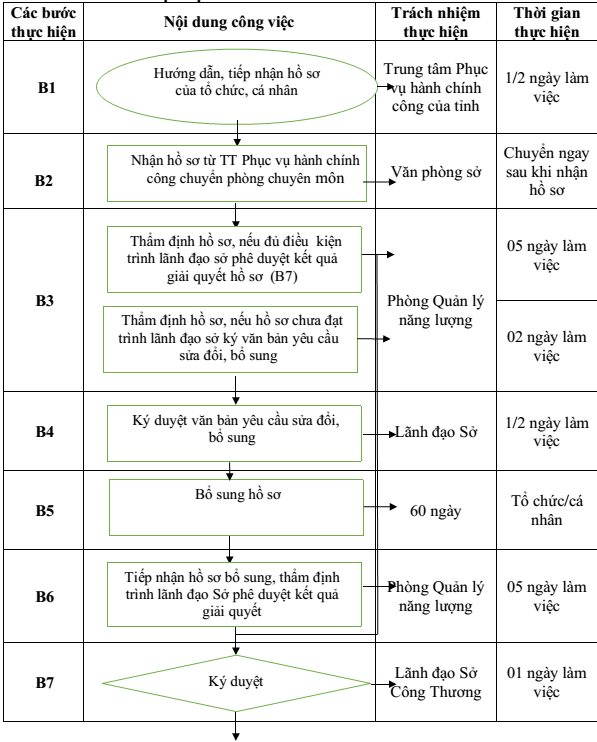 Các bước
thực hiện
Nội dung công việc
Trách nhiệm
thực hiện
Thời gian
thực hiện
B1
Hướng dẫn, tiếp nhận hồ sơ
của tổ chức, cá nhân
Trung tâm Phục
vụ hành chính
công của tỉnh
1/2 ngày làm
việc
B2
Nhận hồ sơ từ TT Phục vụ hành chính
công chuyển phòng chuyên môn
Văn phòng sở
Chuyển ngay
sau khi nhận
hồ sơ
B3
Thẩm định hồ sơ, nếu đủ điều kiện
trình lãnh đạo sở phê duyệt kết quả
giải quyết hồ sơ (B7)
Thẩm định hồ sơ, nếu hồ sơ chưa đạt
trình lãnh đạo sở ký văn bản yêu cầu
sửa đổi, bổ sung
Phòng Quản lý
năng lượng
05 ngày làm
việc
02 ngày làm
việc
B4
Ký duyệt văn bản yêu cầu sửa đổi,
bổ sung
Lãnh đạo Sở
1/2 ngày làm
việc
B5
Bổ sung hồ sơ
60 ngày
Tổ chức/cá
nhân
B6
Tiếp nhận hồ sơ bổ sung, thẩm định
trình lãnh đạo Sở phê duyệt kết quả
giải quyết
Phòng Quản lý
năng lượng
05 ngày làm
việc
B7
Ký duyệt
Lãnh đạo Sở
Công Thương
01 ngày làm
việc